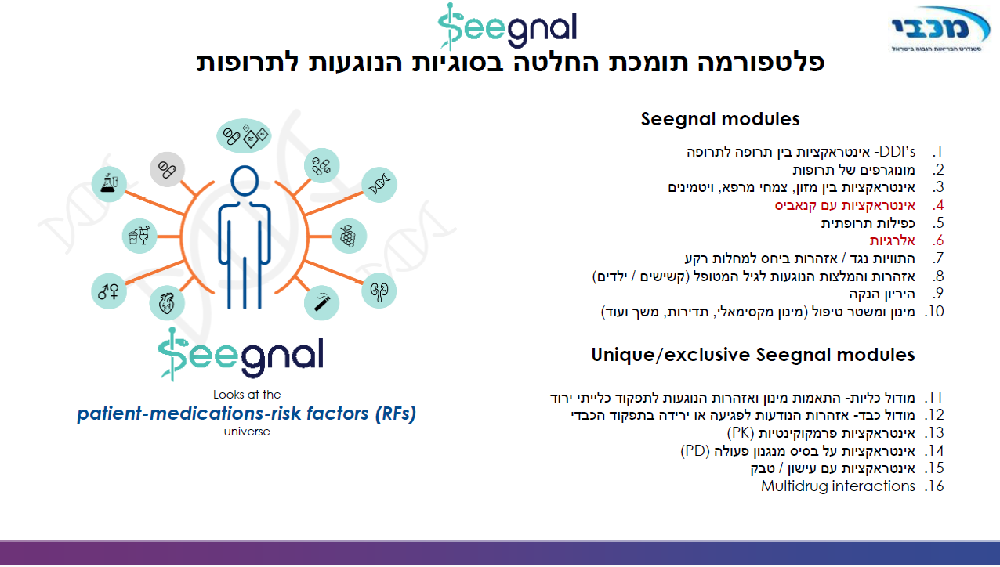 Seegnal
מכבי
סטנדרט הבריאות הגבוה בישראל
פלטפורמה תומכת החלטה בסוגיות הנוגעות לתרופות
Seegnal modules
1. DDI's- אינטראקציות בין תרופה לתרופה
2. מונוגרפים של תרופות
3. אינטראקציות בין מזון, צמחי מרפא, ויטמינים
4. אינטראקציות עם קנאביס
5. כפילות תרופתית
6. אלרגיות
7. התוויות נגד / אזהרות ביחס למחלות רקע
8. אזהרות והמלצות הנוגעות לגיל המטופל (קשישים / ילדים)
9. היריון הנקה
10. מינון ומשטר טיפול (מינון מקסימאלי, תדירות, משך ועוד)
Unique/exclusive Seegnal modules
11. מודול כליות- התאמות מינון ואזהרות הנוגעות לתפקוד כלייתי ירוד
12. מודול כבד- אזהרות הנודעות לפגיעה או ירידה בתפקוד הכבדי
13. אינטראקציות פרמקוקינטיות (PK)
14. אינטראקציות על בסיס מנגנון פעולה (PD)
15. אינטראקציות עם עישון / טבק
16. Multidrug interactions
RF
Seegnal
Looks at the
patient-medications-risk factors (RFs)
universe